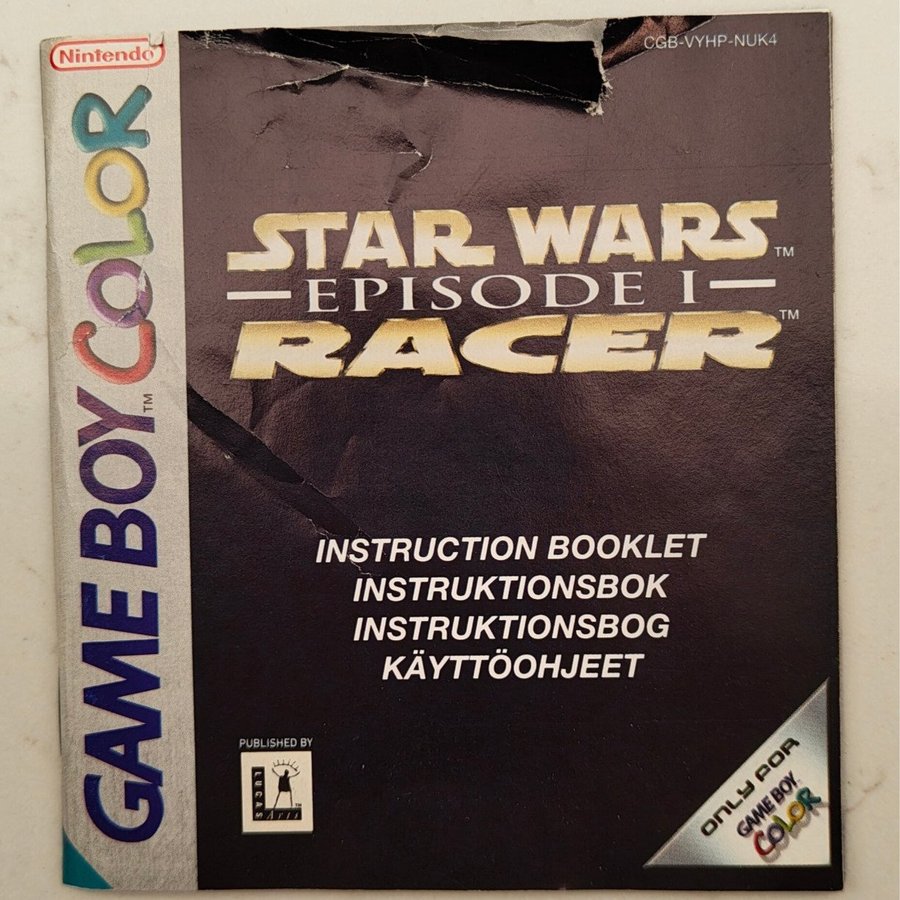 Nintendo
GAME BOY COLOR™
CGB-VYHP-NUK4
STAR WARS™
EPISODE I
RACER™
INSTRUCTION BOOKLET
INSTRUKTIONSBOK
INSTRUKTIONSBOG
KÄYTTÖOHJEET
PUBLISHED BY
LUCAS
Arts™
ONLY FOR
GAME BOY
COLOR